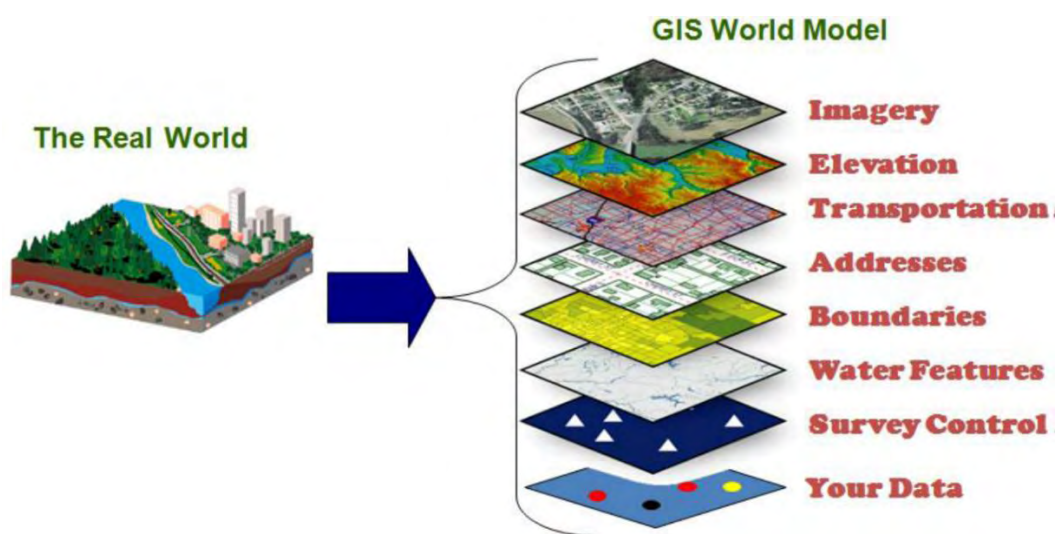 GIS World Model
The Real World
Imagery
Elevation
Transportation
Addresses
Boundaries
Water Features
Survey Control
Your Data